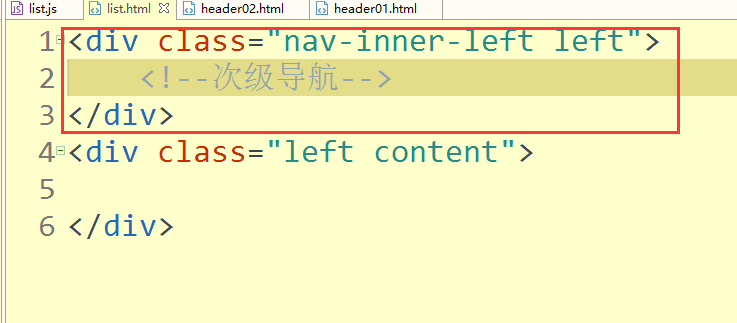 list.js list.html header02.html header01.html
1 <div class="nav-inner-left left">
2 <!--次级导航-->
3 </div>
4 <div class="left content">
5
6 </div>